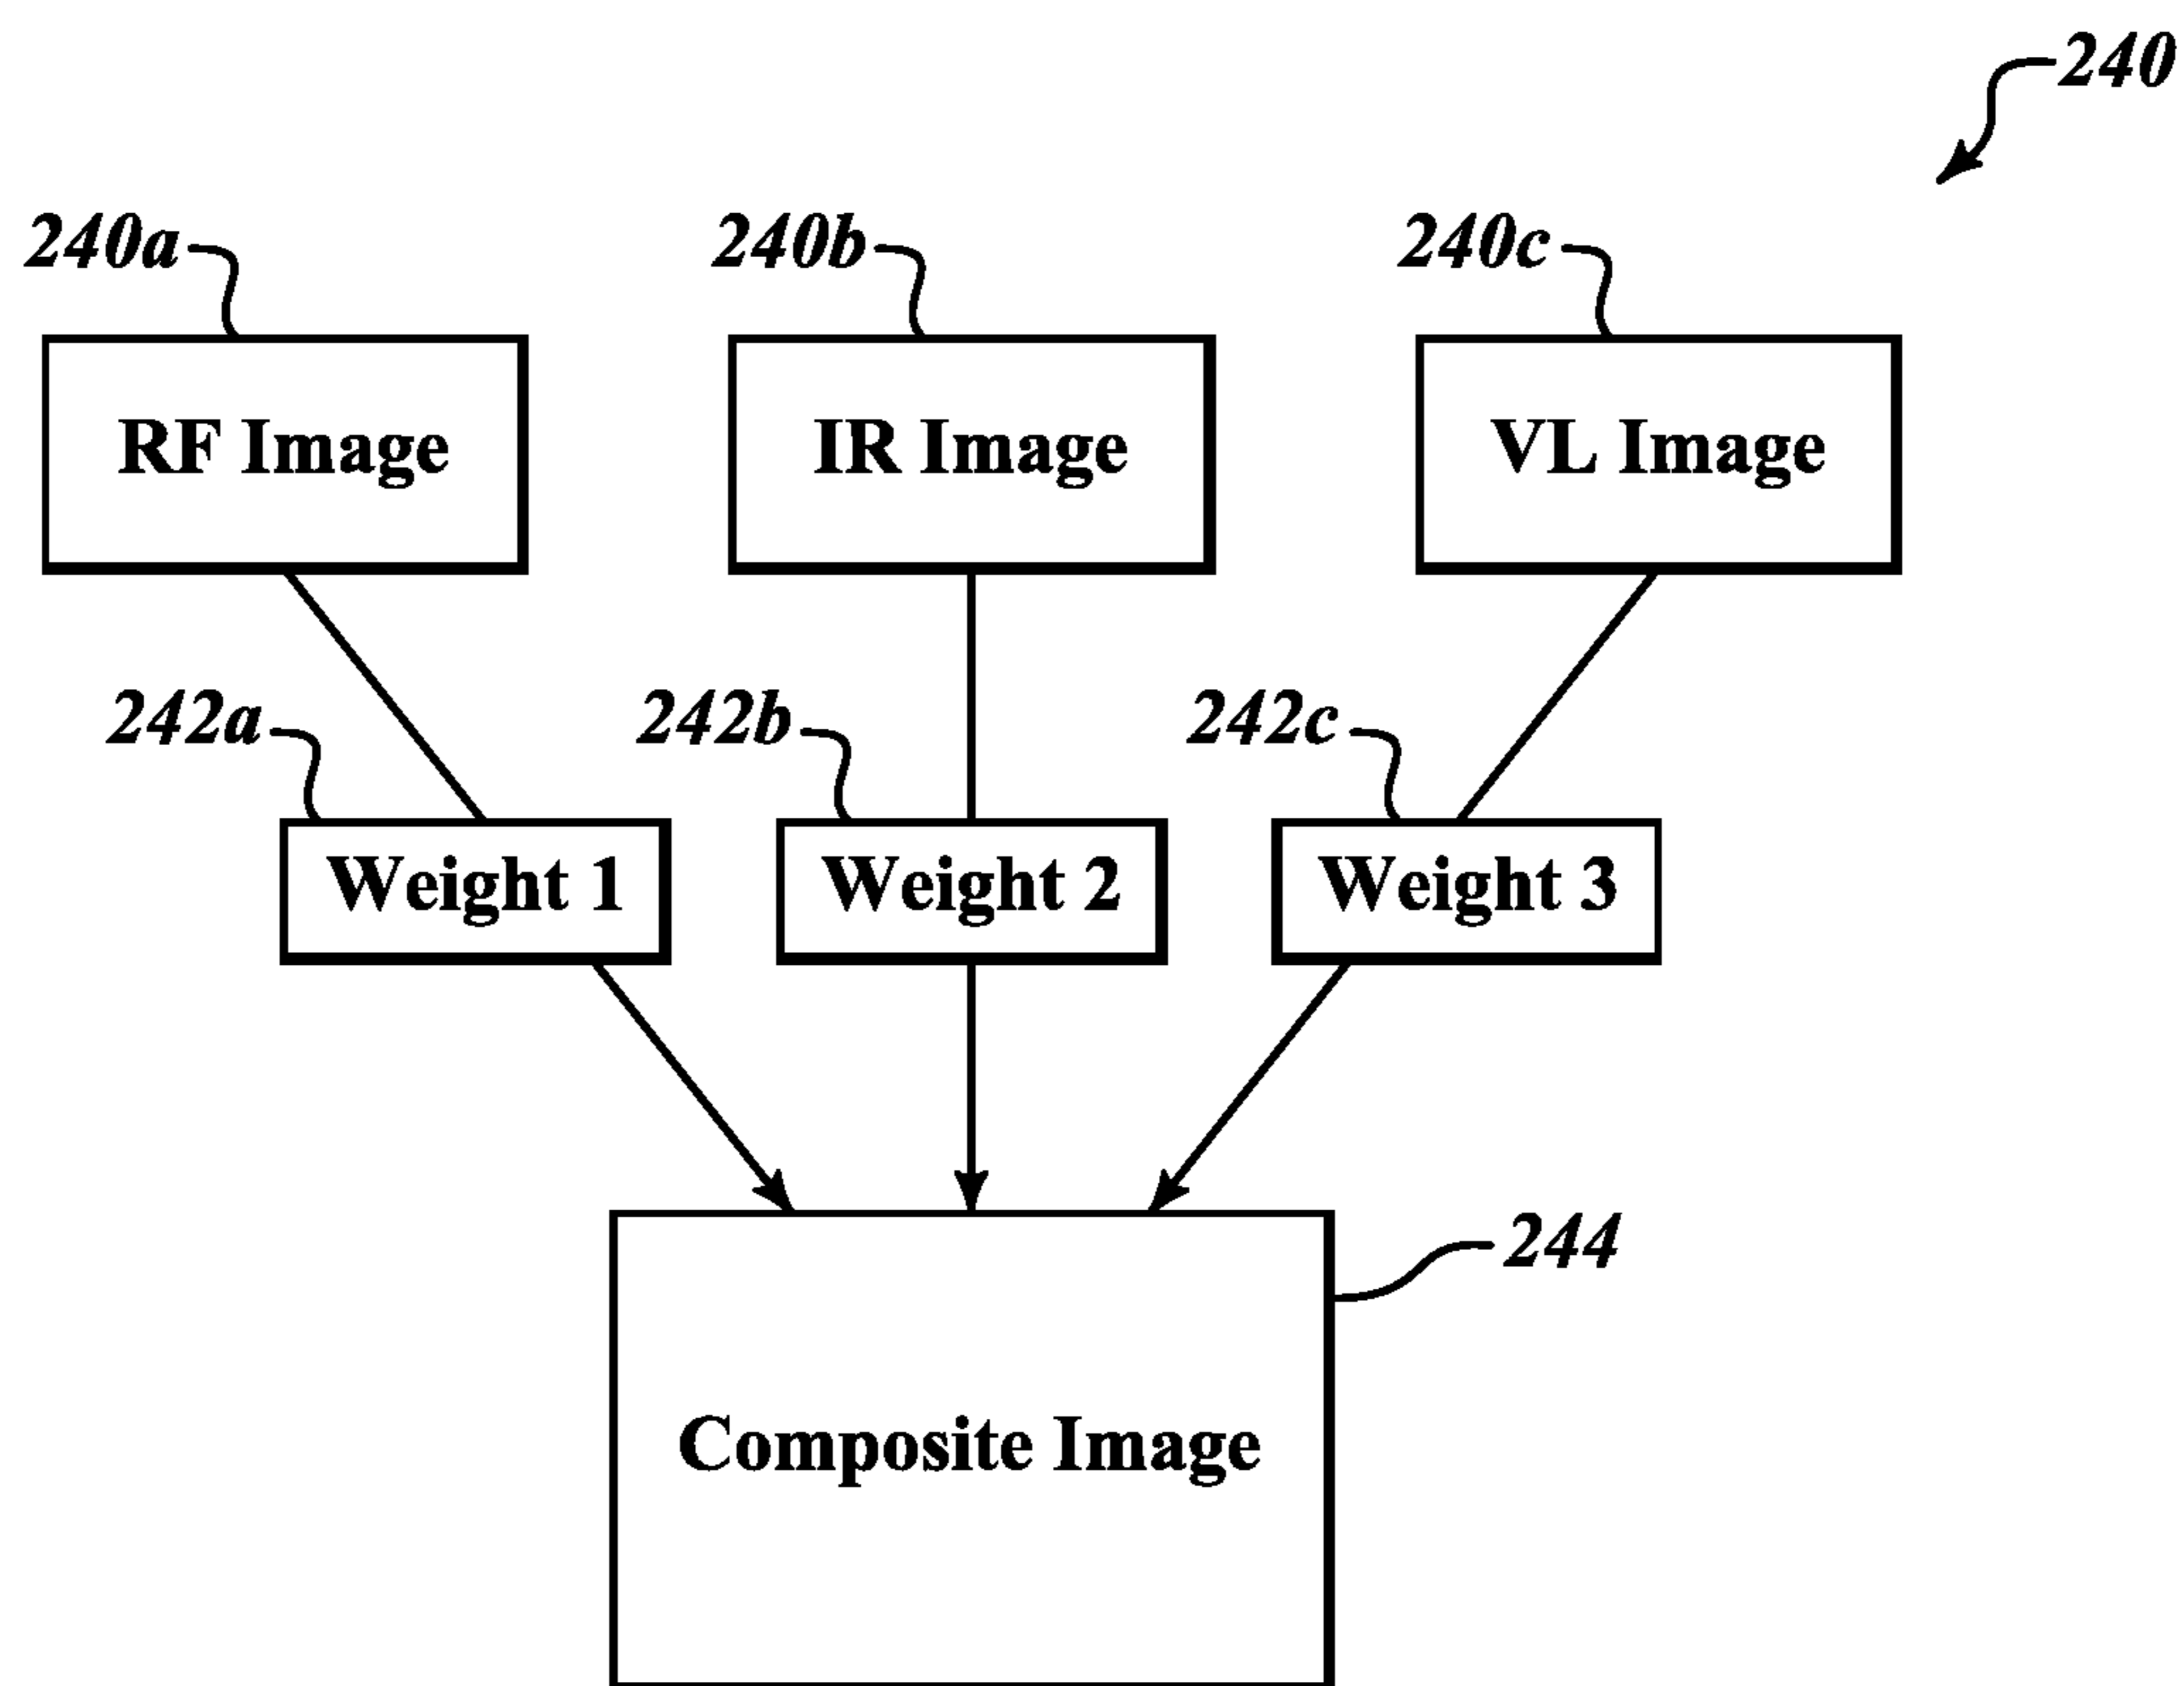 240
240a
240b
240c
RF Image
IR Image
VL Image
242a
242b
242c
Weight 1
Weight 2
Weight 3
244
Composite Image